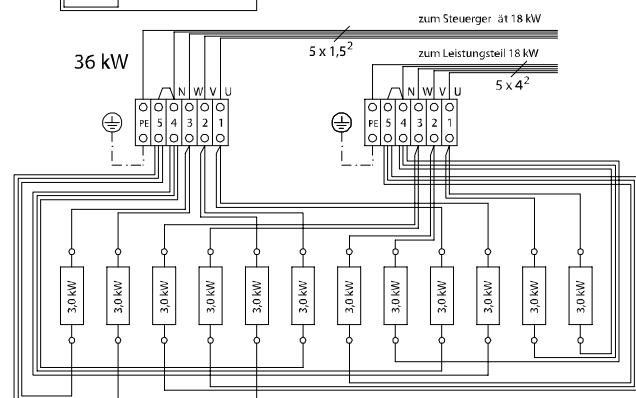 zum Steuerger ät 18 kW
36 kW
5 x 1,5²
zum Leistungsteil 18 kW
5 x 4²
N W V U
PE 5 4 3 2 1
N W V U
PE 5 4 3 2 1
3,0 kW 3,0 kW 3,0 kW 3,0 kW 3,0 kW 3,0 kW 3,0 kW 3,0 kW 3,0 kW 3,0 kW 3,0 kW 3,0 kW